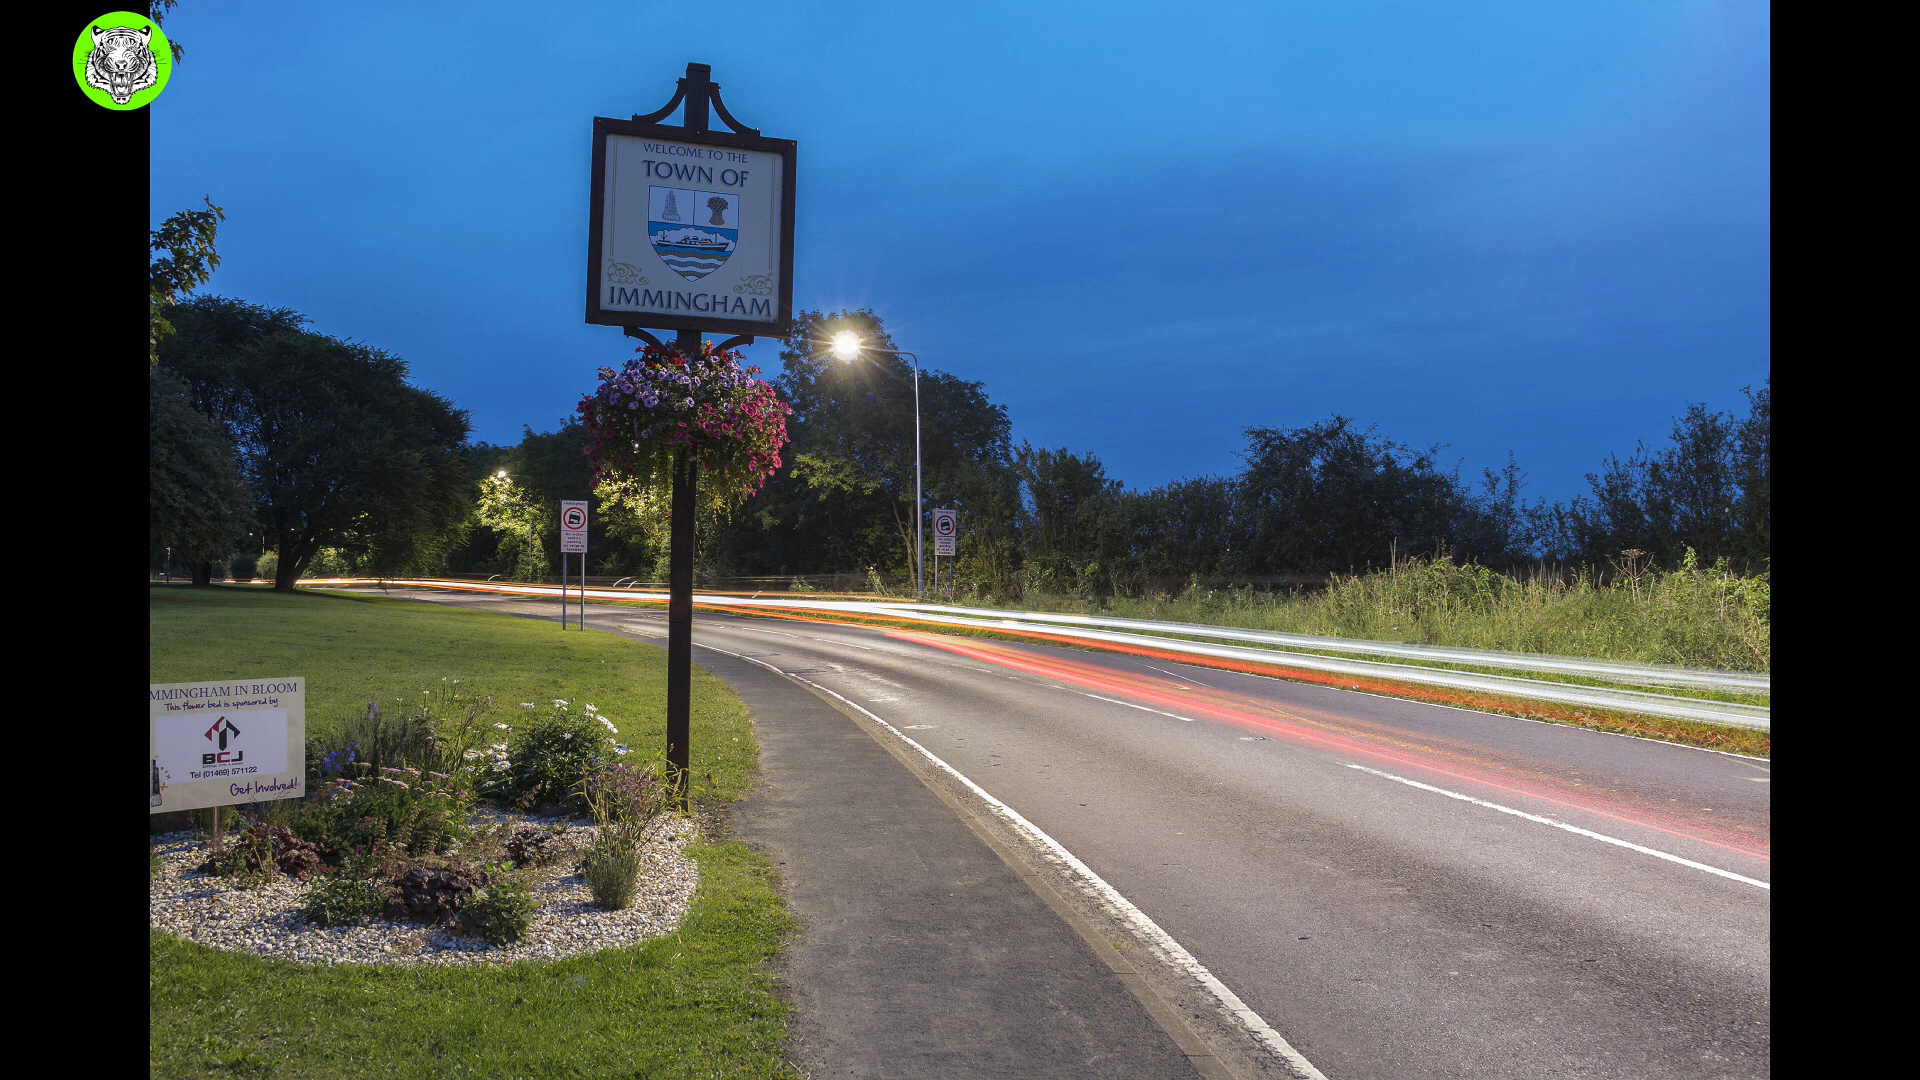 WELCOME TO THE
TOWN OF
IMMINGHAM
MMINGHAM IN BLOOM
This flower bed is sponsored by
BCJ
Tel (01469) 571122
Get Involved!